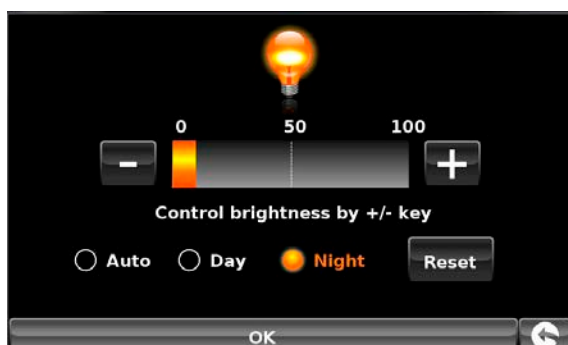 0 50 100
- +
Control brightness by +/- key
Auto Day Night Reset
OK